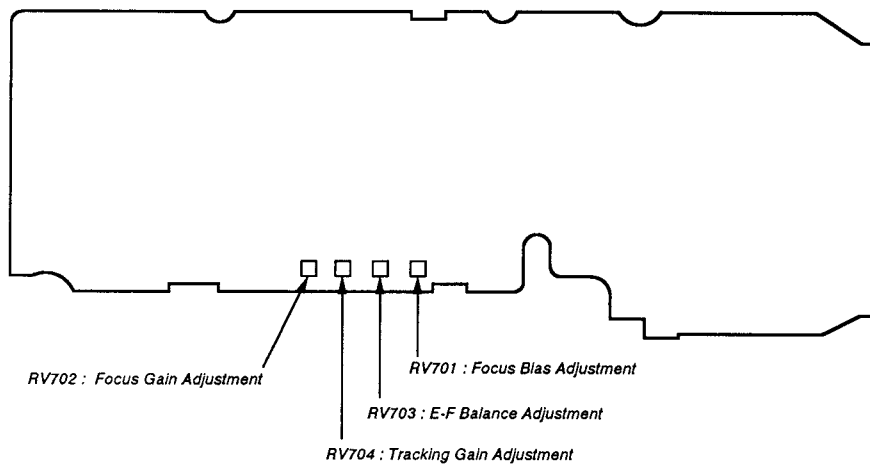 RV702 : Focus Gain Adjustment
RV701 : Focus Bias Adjustment
RV703 : E-F Balance Adjustment
RV704 : Tracking Gain Adjustment